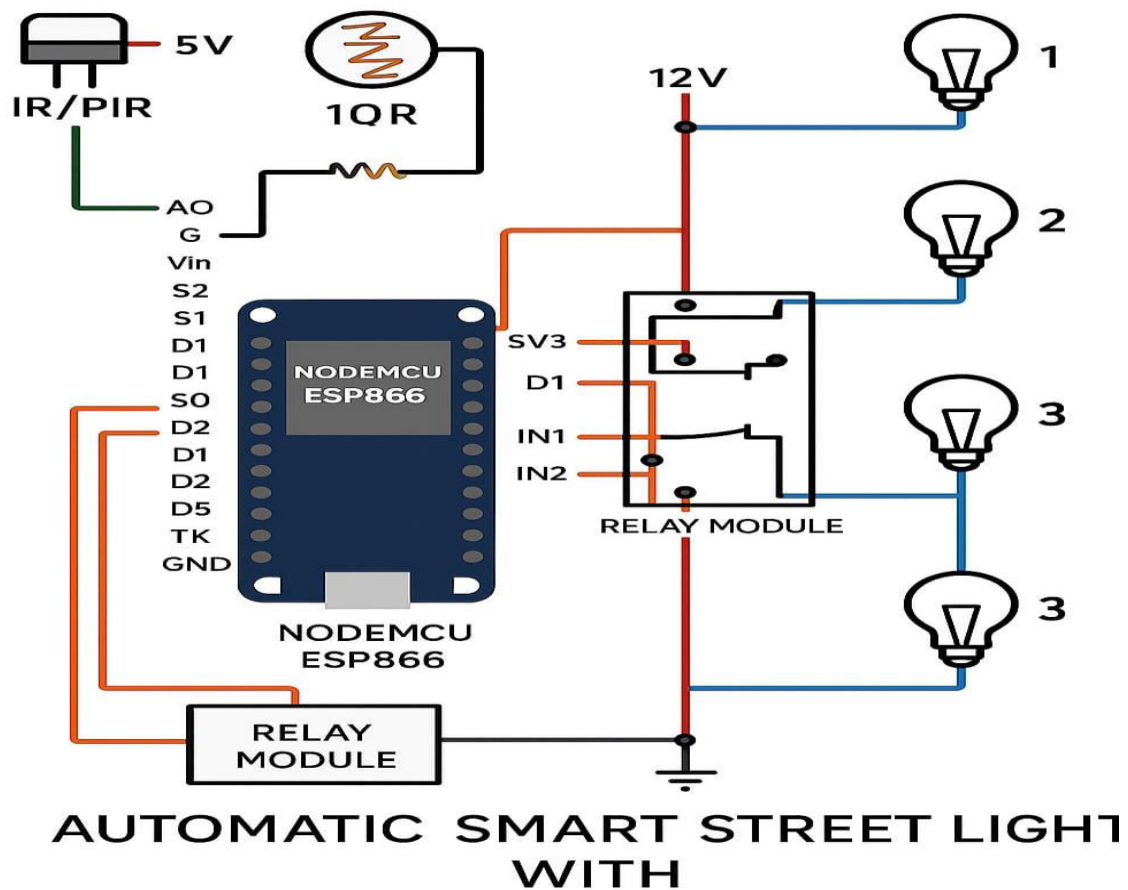 5V
IR/PIR
1QR
12V
1
2
3
3
AO
G
Vin
S2
S1
D1
D1
SO
D2
D1
D2
D5
TK
GND
NODEMCU
ESP866
NODEMCU
ESP866
SV3
D1
IN1
IN2
RELAY MODULE
RELAY
MODULE
AUTOMATIC SMART STREET LIGHT
WITH